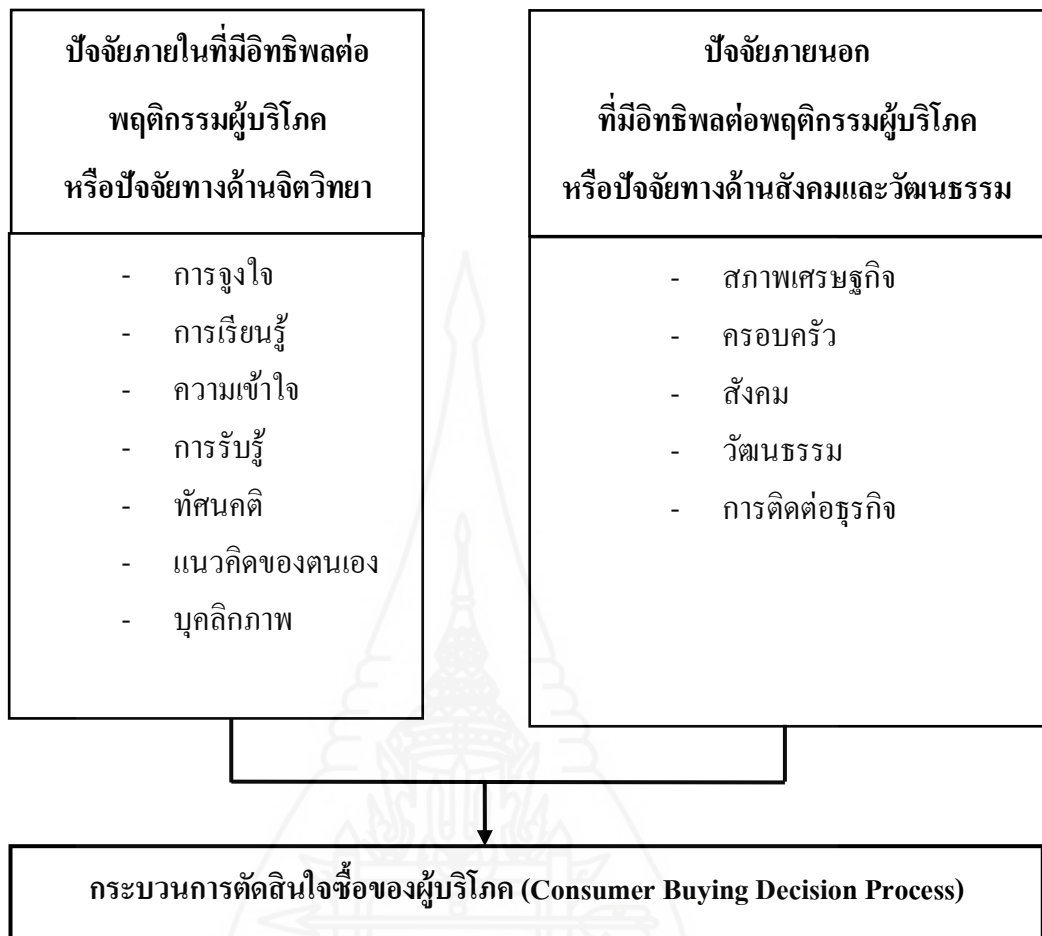 ปัจจัยภายในที่มีอิทธิพลต่อ
พฤติกรรมผู้บริโภค
หรือปัจจัยทางด้านจิตวิทยา
- การจูงใจ
- การเรียนรู้
- ความเข้าใจ
- การรับรู้
- ทัศนคติ
- แนวคิดของตนเอง
- บุคลิกภาพ
ปัจจัยภายนอก
ที่มีอิทธิพลต่อพฤติกรรมผู้บริโภค
หรือปัจจัยทางด้านสังคมและวัฒนธรรม
- สภาพเศรษฐกิจ
- ครอบครัว
- สังคม
- วัฒนธรรม
- การติดต่อธุรกิจ
กระบวนการตัดสินใจซื้อของผู้บริโภค (Consumer Buying Decision Process)